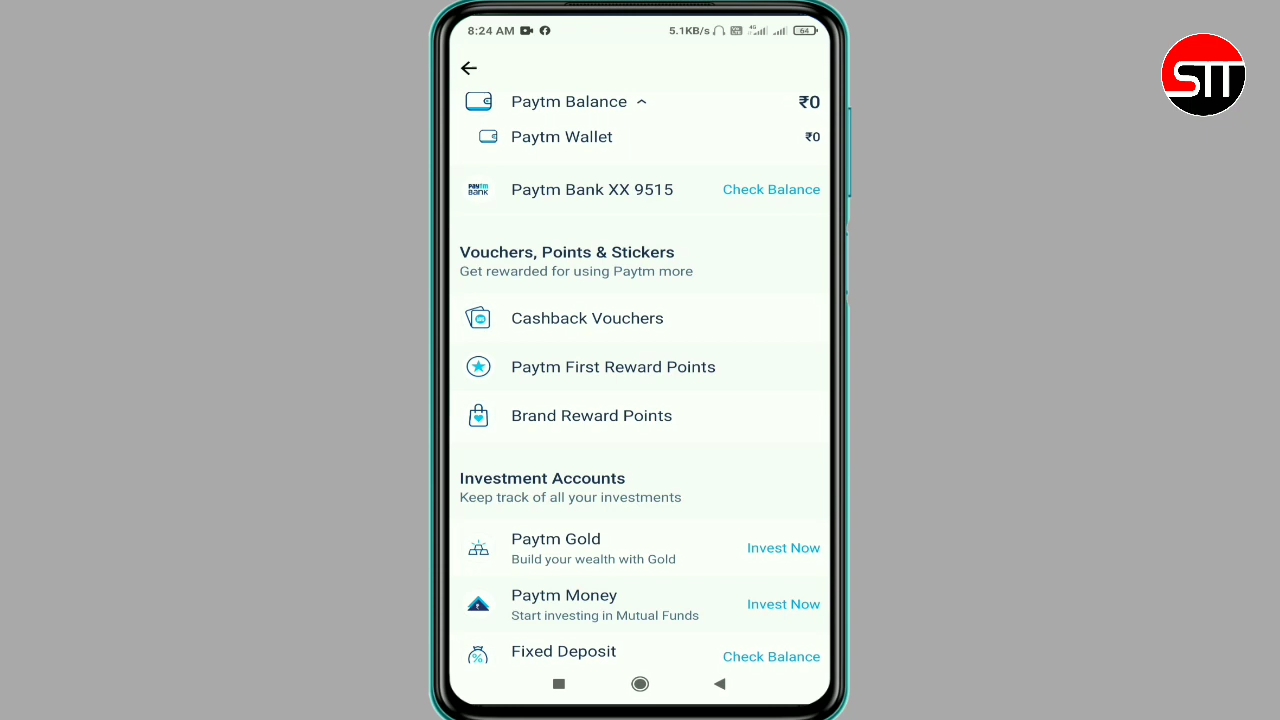 8:24 AM 5.1KB/s 4G 64
STT
Paytm Balance ₹0
Paytm Wallet ₹0
Paytm Bank XX 9515 Check Balance
Vouchers, Points & Stickers
Get rewarded for using Paytm more
Cashback Vouchers
Paytm First Reward Points
Brand Reward Points
Investment Accounts
Keep track of all your investments
Paytm Gold
Build your wealth with Gold
Invest Now
Paytm Money
Start investing in Mutual Funds
Invest Now
Fixed Deposit
Check Balance